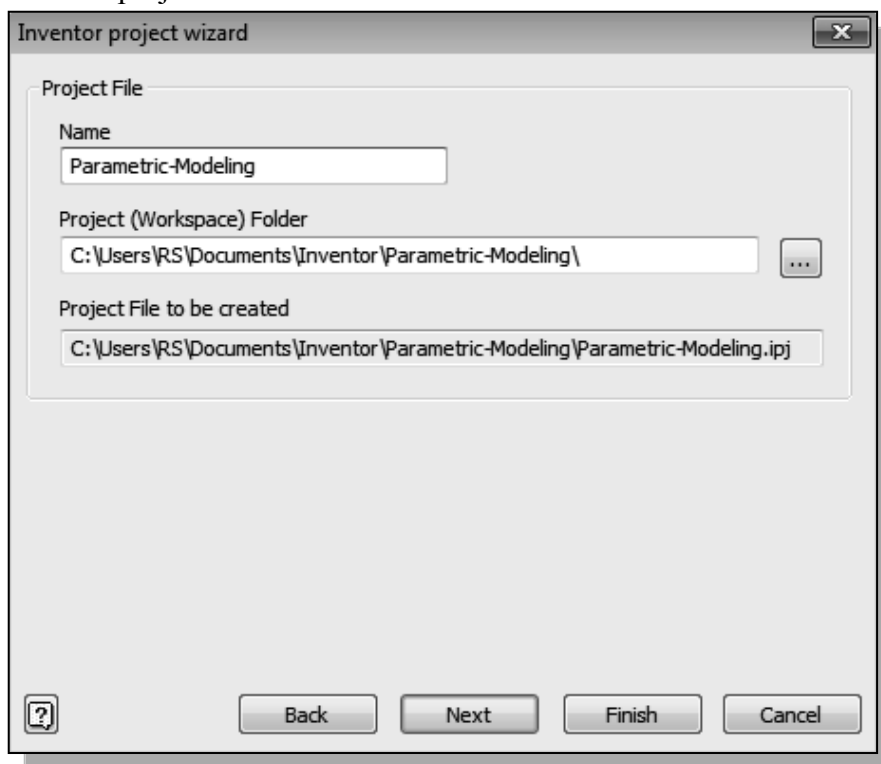 Inventor project wizard
Project File
Name
Parametric-Modeling
Project (Workspace) Folder
C:\Users\RS\Documents\Inventor\Parametric-Modeling\
...
Project File to be created
C:\Users\RS\Documents\Inventor\Parametric-Modeling\Parametric-Modeling.ipj
? Back Next Finish Cancel